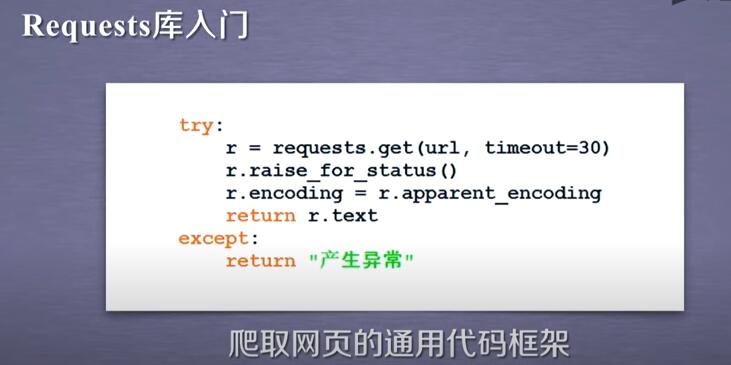 Requests库入门
try:
    r = requests.get(url, timeout=30)
    r.raise_for_status()
    r.encoding = r.apparent_encoding
    return r.text
except:
    return "产生异常"
爬取网页的通用代码框架